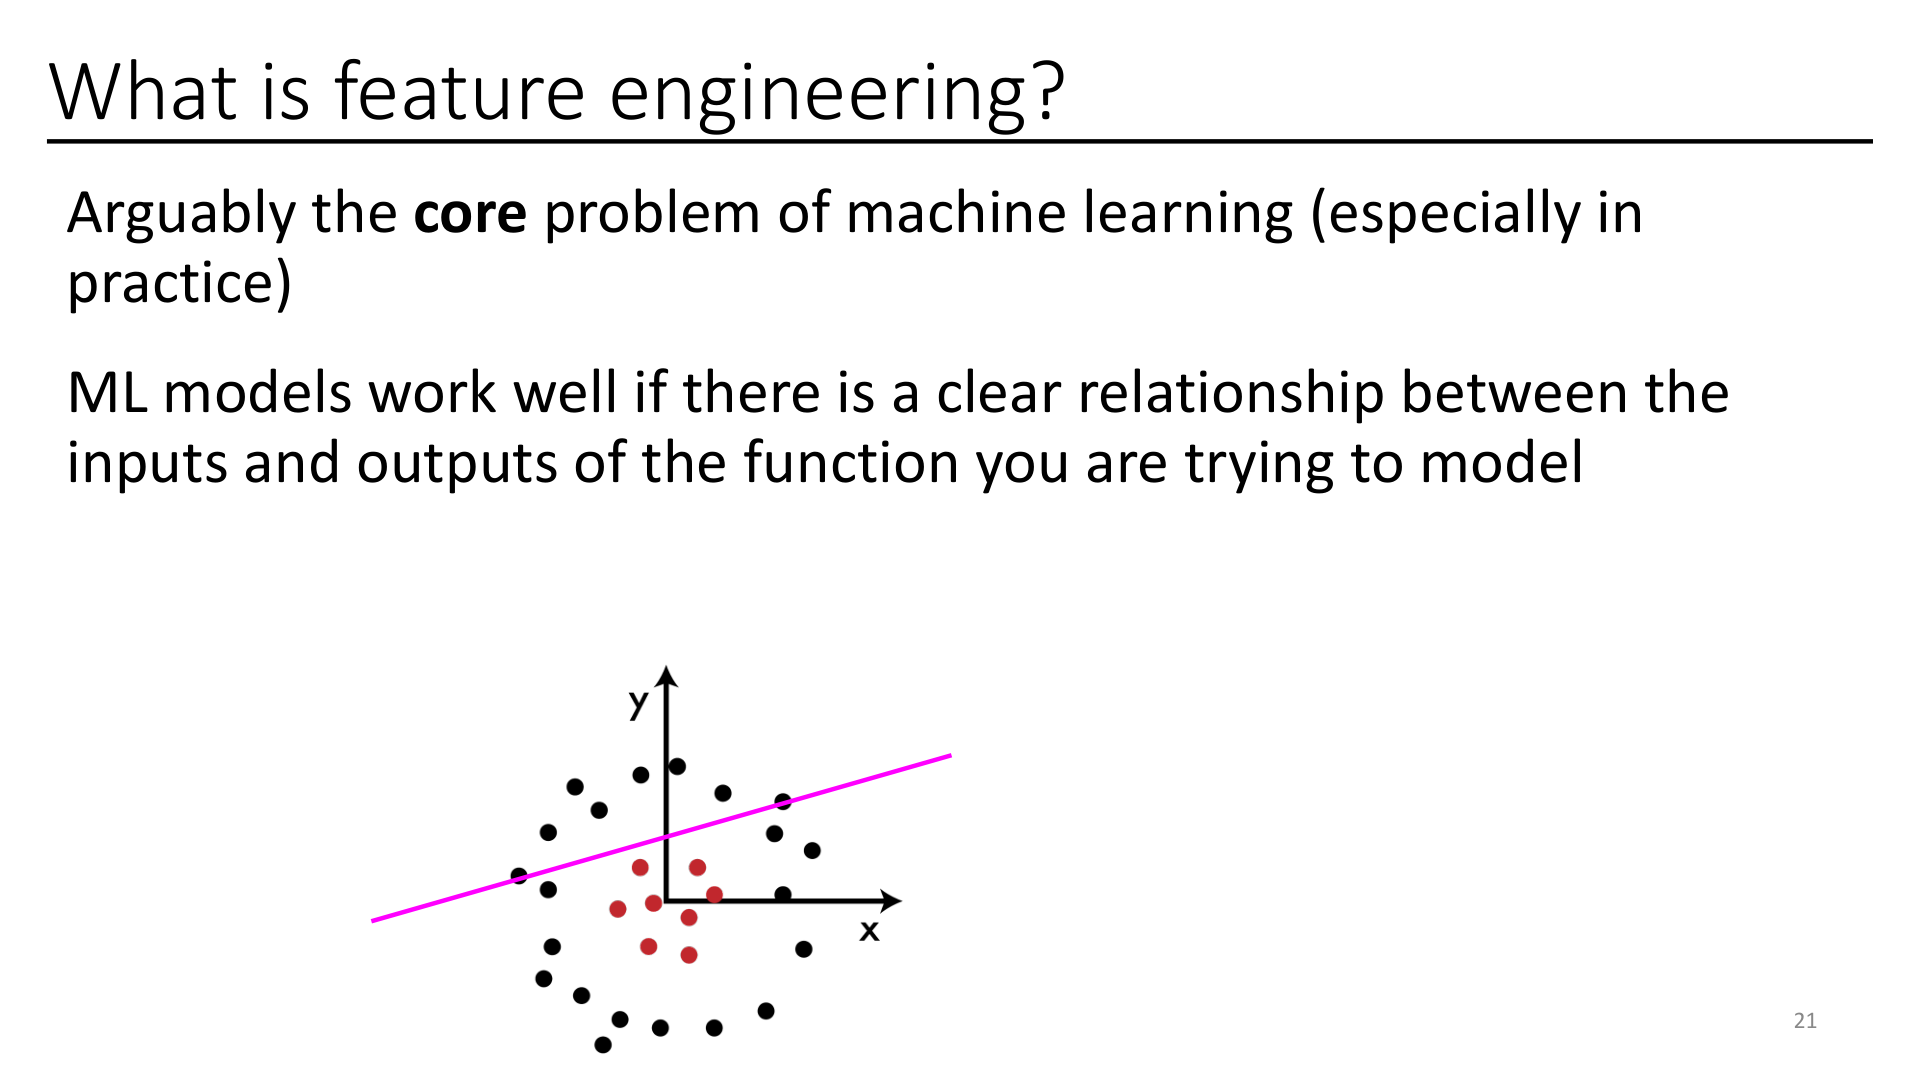 What is feature engineering?
Arguably the core problem of machine learning (especially in
practice)
ML models work well if there is a clear relationship between the
inputs and outputs of the function you are trying to model
y
x
21